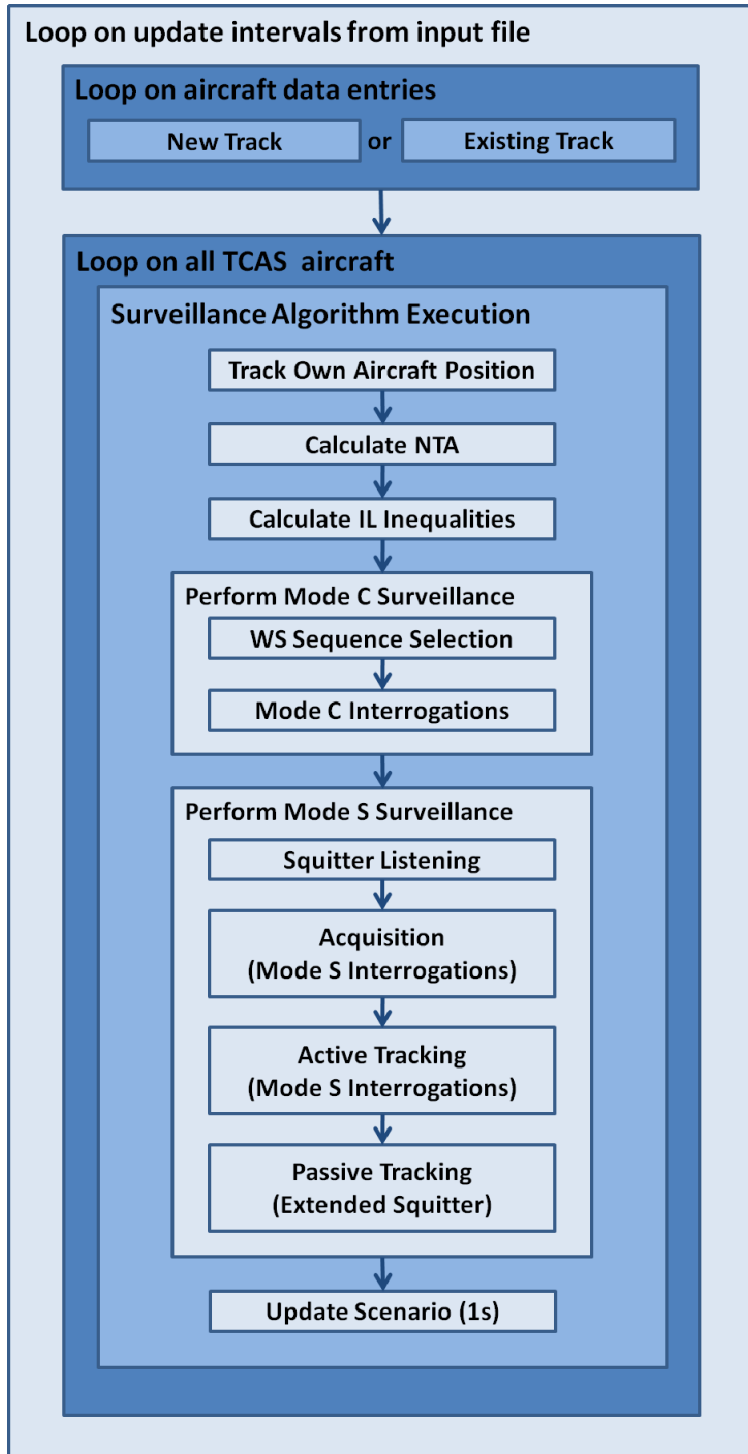 Loop on update intervals from input file
Loop on aircraft data entries
New Track or Existing Track
Loop on all TCAS aircraft
Surveillance Algorithm Execution
Track Own Aircraft Position
Calculate NTA
Calculate IL Inequalities
Perform Mode C Surveillance
WS Sequence Selection
Mode C Interrogations
Perform Mode S Surveillance
Squitter Listening
Acquisition
(Mode S Interrogations)
Active Tracking
(Mode S Interrogations)
Passive Tracking
(Extended Squitter)
Update Scenario (1s)